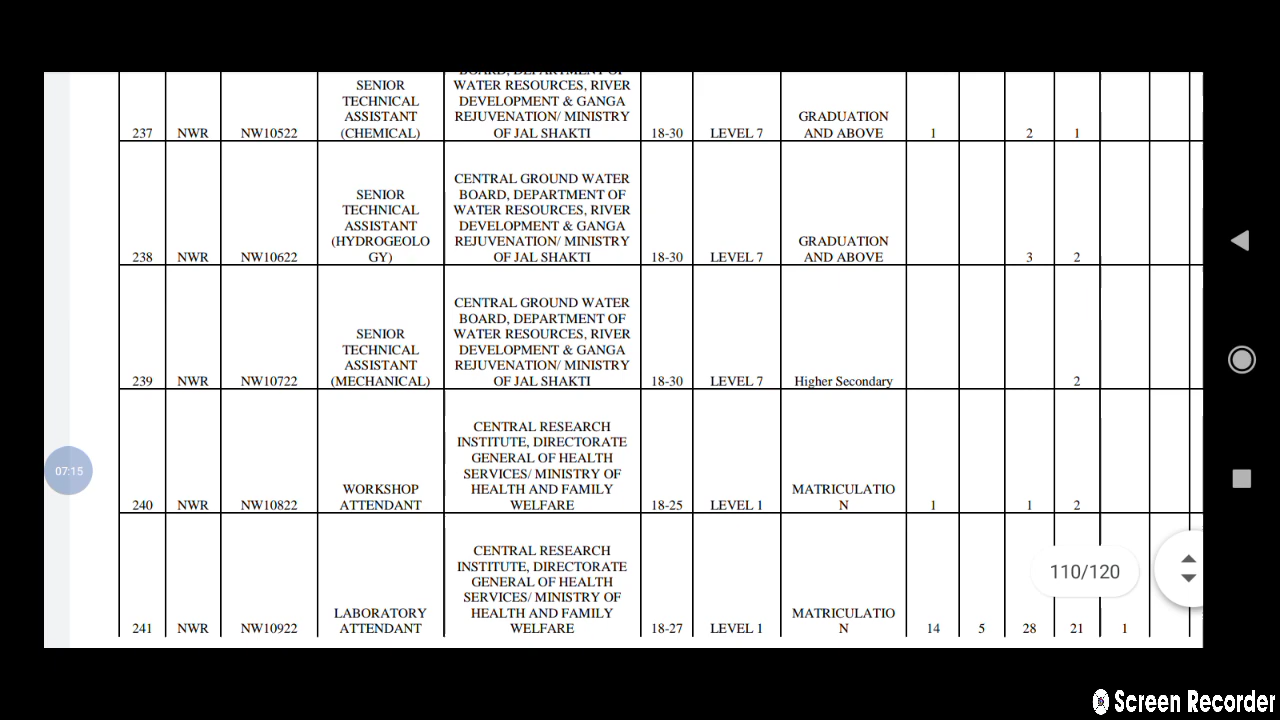 BOARD, DEPARTMENT OF
SENIOR
TECHNICAL
ASSISTANT
(CHEMICAL)
WATER RESOURCES, RIVER
DEVELOPMENT & GANGA
REJUVENATION/ MINISTRY
OF JAL SHAKTI
GRADUATION
AND ABOVE
237 NWR NW10522 18-30 LEVEL 7 1 2 1
SENIOR
TECHNICAL
ASSISTANT
(HYDROGEOLO
GY)
CENTRAL GROUND WATER
BOARD, DEPARTMENT OF
WATER RESOURCES, RIVER
DEVELOPMENT & GANGA
REJUVENATION/ MINISTRY
OF JAL SHAKTI
GRADUATION
AND ABOVE
238 NWR NW10622 18-30 LEVEL 7 3 2
SENIOR
TECHNICAL
ASSISTANT
(MECHANICAL)
CENTRAL GROUND WATER
BOARD, DEPARTMENT OF
WATER RESOURCES, RIVER
DEVELOPMENT & GANGA
REJUVENATION/ MINISTRY
OF JAL SHAKTI
239 NWR NW10722 18-30 LEVEL 7 Higher Secondary 2
07:15
WORKSHOP
ATTENDANT
CENTRAL RESEARCH
INSTITUTE, DIRECTORATE
GENERAL OF HEALTH
SERVICES/ MINISTRY OF
HEALTH AND FAMILY
WELFARE
MATRICULATIO
N
240 NWR NW10822 18-25 LEVEL 1 1 1 2
110/120
LABORATORY
ATTENDANT
CENTRAL RESEARCH
INSTITUTE, DIRECTORATE
GENERAL OF HEALTH
SERVICES/ MINISTRY OF
HEALTH AND FAMILY
WELFARE
MATRICULATIO
N
241 NWR NW10922 18-27 LEVEL 1 14 5 28 21 1
Screen Recorder